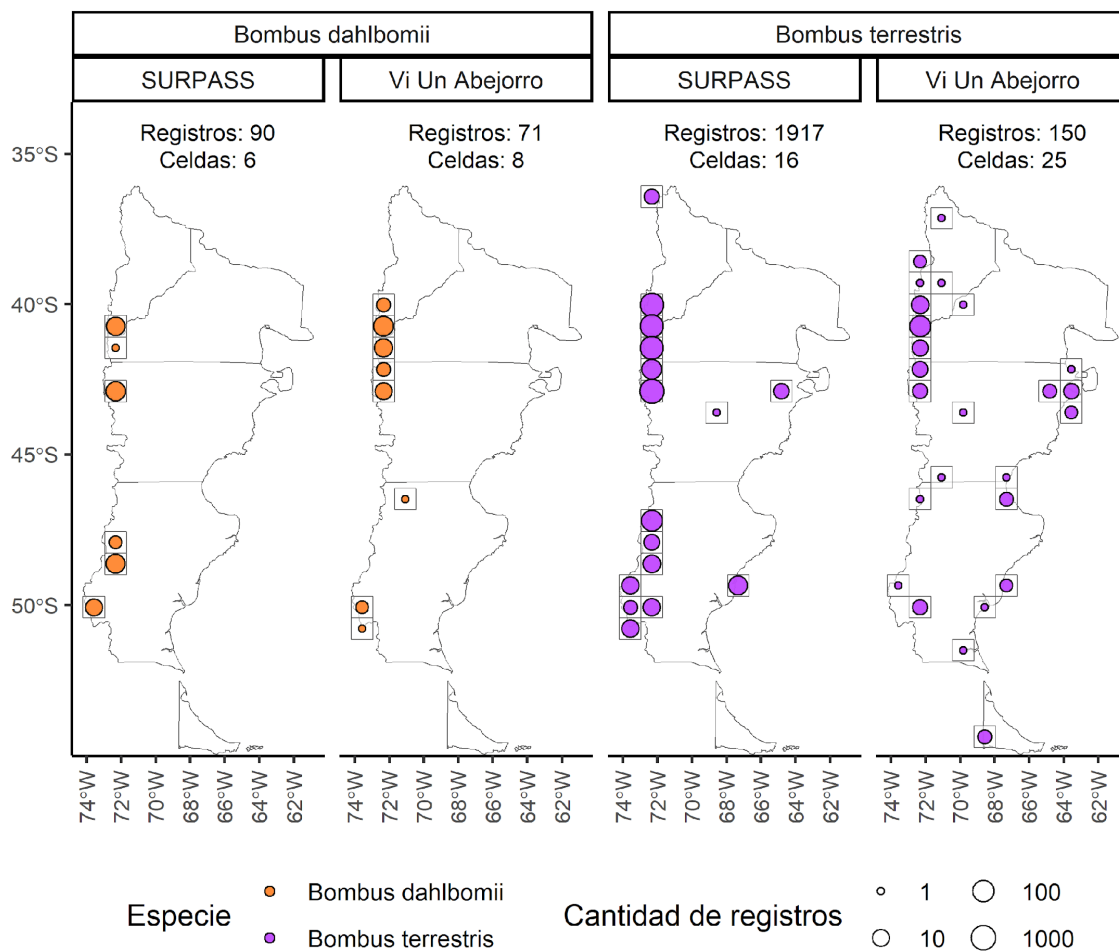 Bombus dahlbomii Bombus terrestris
SURPASS Vi Un Abejorro SURPASS Vi Un Abejorro
Registros: 90 Registros: 71 Registros: 1917 Registros: 150
Celdas: 6 Celdas: 8 Celdas: 16 Celdas: 25
35°S
40°S
45°S
50°S
74°W 72°W 70°W 68°W 66°W 64°W 62°W 74°W 72°W 70°W 68°W 66°W 64°W 62°W 74°W 72°W 70°W 68°W 66°W 64°W 62°W 74°W 72°W 70°W 68°W 66°W 64°W 62°W
Especie
Bombus dahlbomii
Bombus terrestris
Cantidad de registros
1 100
10 1000